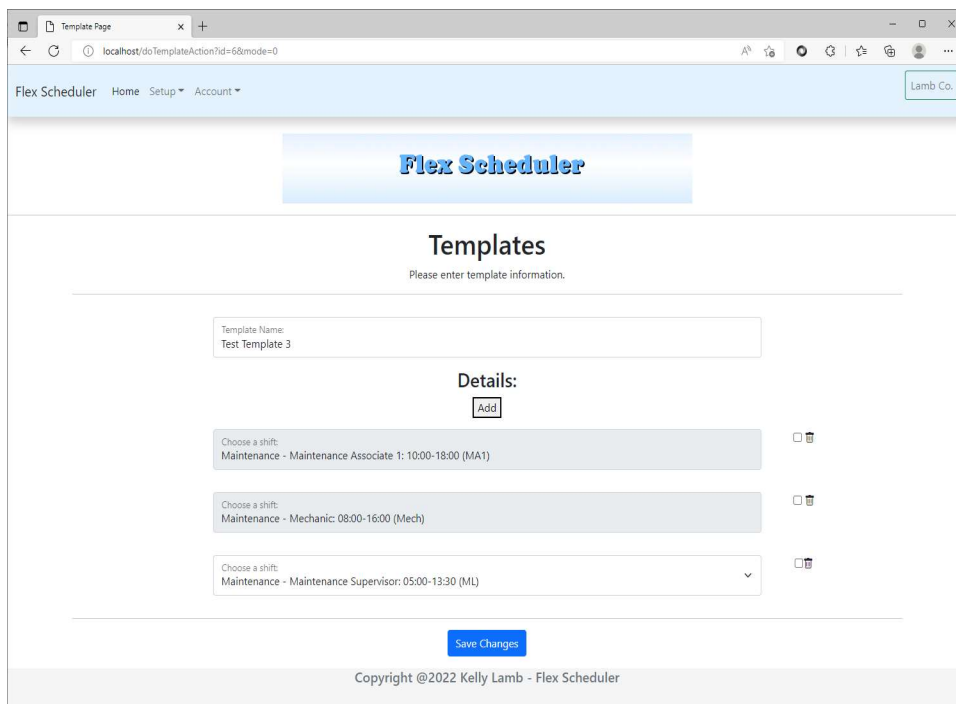 Template Page
localhost/doTemplateAction?id=6&mode=0
Flex Scheduler Home Setup Account Lamb Co.
Flex Scheduler
Templates
Please enter template information.
Template Name:
Test Template 3
Details:
Add
Choose a shift:
Maintenance - Maintenance Associate 1: 10:00-18:00 (MA1)
Choose a shift:
Maintenance - Mechanic: 08:00-16:00 (Mech)
Choose a shift:
Maintenance - Maintenance Supervisor: 05:00-13:30 (ML)
Save Changes
Copyright @2022 Kelly Lamb - Flex Scheduler